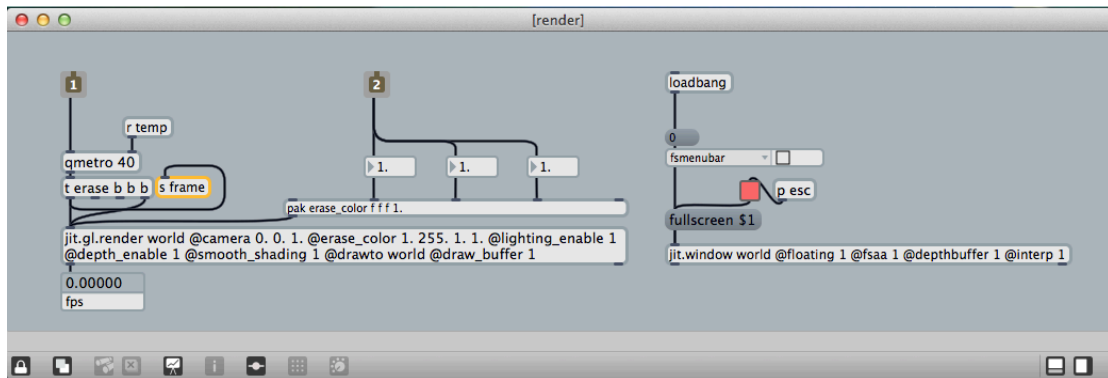 [render]
1
2
loadbang
r temp
0
qmetro 40
fsmenubar
1.
1.
1.
t erase b b b
s frame
p esc
pak erase_color f f f 1.
fullscreen $1
jit.gl.render world @camera 0. 0. 1. @erase_color 1. 255. 1. 1. @lighting_enable 1
@depth_enable 1 @smooth_shading 1 @drawto world @draw_buffer 1
jit.window world @floating 1 @fsaa 1 @depthbuffer 1 @interp 1
0.00000
fps